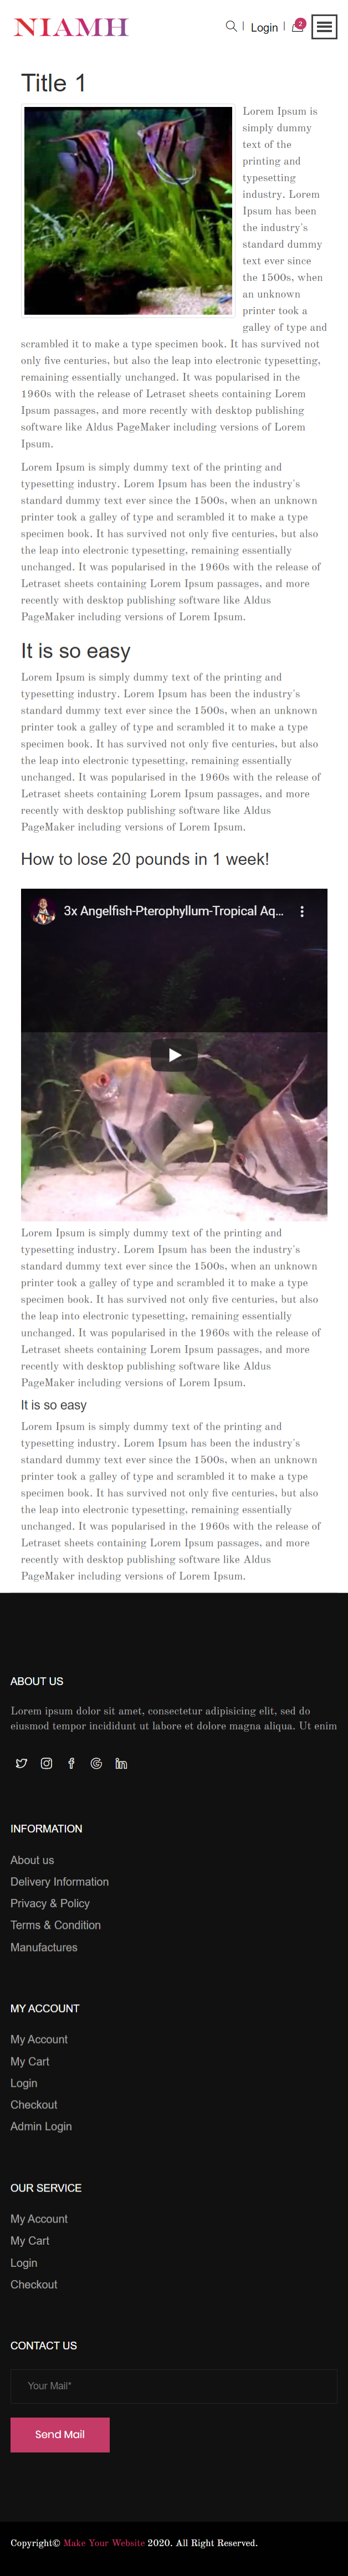 NIAMH
Login
2
Title 1
Lorem Ipsum is
simply dummy
text of the
printing and
typesetting
industry. Lorem
Ipsum has been
the industry's
standard dummy
text ever since
the 1500s, when
an unknown
printer took a
galley of type and
scrambled it to make a type specimen book. It has survived not
only five centuries, but also the leap into electronic typesetting,
remaining essentially unchanged. It was popularised in the
1960s with the release of Letraset sheets containing Lorem
Ipsum passages, and more recently with desktop publishing
software like Aldus PageMaker including versions of Lorem
Ipsum.
Lorem Ipsum is simply dummy text of the printing and
typesetting industry. Lorem Ipsum has been the industry's
standard dummy text ever since the 1500s, when an unknown
printer took a galley of type and scrambled it to make a type
specimen book. It has survived not only five centuries, but also
the leap into electronic typesetting, remaining essentially
unchanged. It was popularised in the 1960s with the release of
Letraset sheets containing Lorem Ipsum passages, and more
recently with desktop publishing software like Aldus
PageMaker including versions of Lorem Ipsum.
It is so easy
Lorem Ipsum is simply dummy text of the printing and
typesetting industry. Lorem Ipsum has been the industry's
standard dummy text ever since the 1500s, when an unknown
printer took a galley of type and scrambled it to make a type
specimen book. It has survived not only five centuries, but also
the leap into electronic typesetting, remaining essentially
unchanged. It was popularised in the 1960s with the release of
Letraset sheets containing Lorem Ipsum passages, and more
recently with desktop publishing software like Aldus
PageMaker including versions of Lorem Ipsum.
How to lose 20 pounds in 1 week!
3x Angelfish-Pterophyllum-Tropical Aq...
Lorem Ipsum is simply dummy text of the printing and
typesetting industry. Lorem Ipsum has been the industry's
standard dummy text ever since the 1500s, when an unknown
printer took a galley of type and scrambled it to make a type
specimen book. It has survived not only five centuries, but also
the leap into electronic typesetting, remaining essentially
unchanged. It was popularised in the 1960s with the release of
Letraset sheets containing Lorem Ipsum passages, and more
recently with desktop publishing software like Aldus
PageMaker including versions of Lorem Ipsum.
It is so easy
Lorem Ipsum is simply dummy text of the printing and
typesetting industry. Lorem Ipsum has been the industry's
standard dummy text ever since the 1500s, when an unknown
printer took a galley of type and scrambled it to make a type
specimen book. It has survived not only five centuries, but also
the leap into electronic typesetting, remaining essentially
unchanged. It was popularised in the 1960s with the release of
Letraset sheets containing Lorem Ipsum passages, and more
recently with desktop publishing software like Aldus
PageMaker including versions of Lorem Ipsum.
ABOUT US
Lorem ipsum dolor sit amet, consectetur adipisicing elit, sed do
eiusmod tempor incididunt ut labore et dolore magna aliqua. Ut enim
INFORMATION
About us
Delivery Information
Privacy & Policy
Terms & Condition
Manufactures
MY ACCOUNT
My Account
My Cart
Login
Checkout
Admin Login
OUR SERVICE
My Account
My Cart
Login
Checkout
CONTACT US
Your Mail*
Send Mail
Copyright© Make Your Website 2020. All Right Reserved.